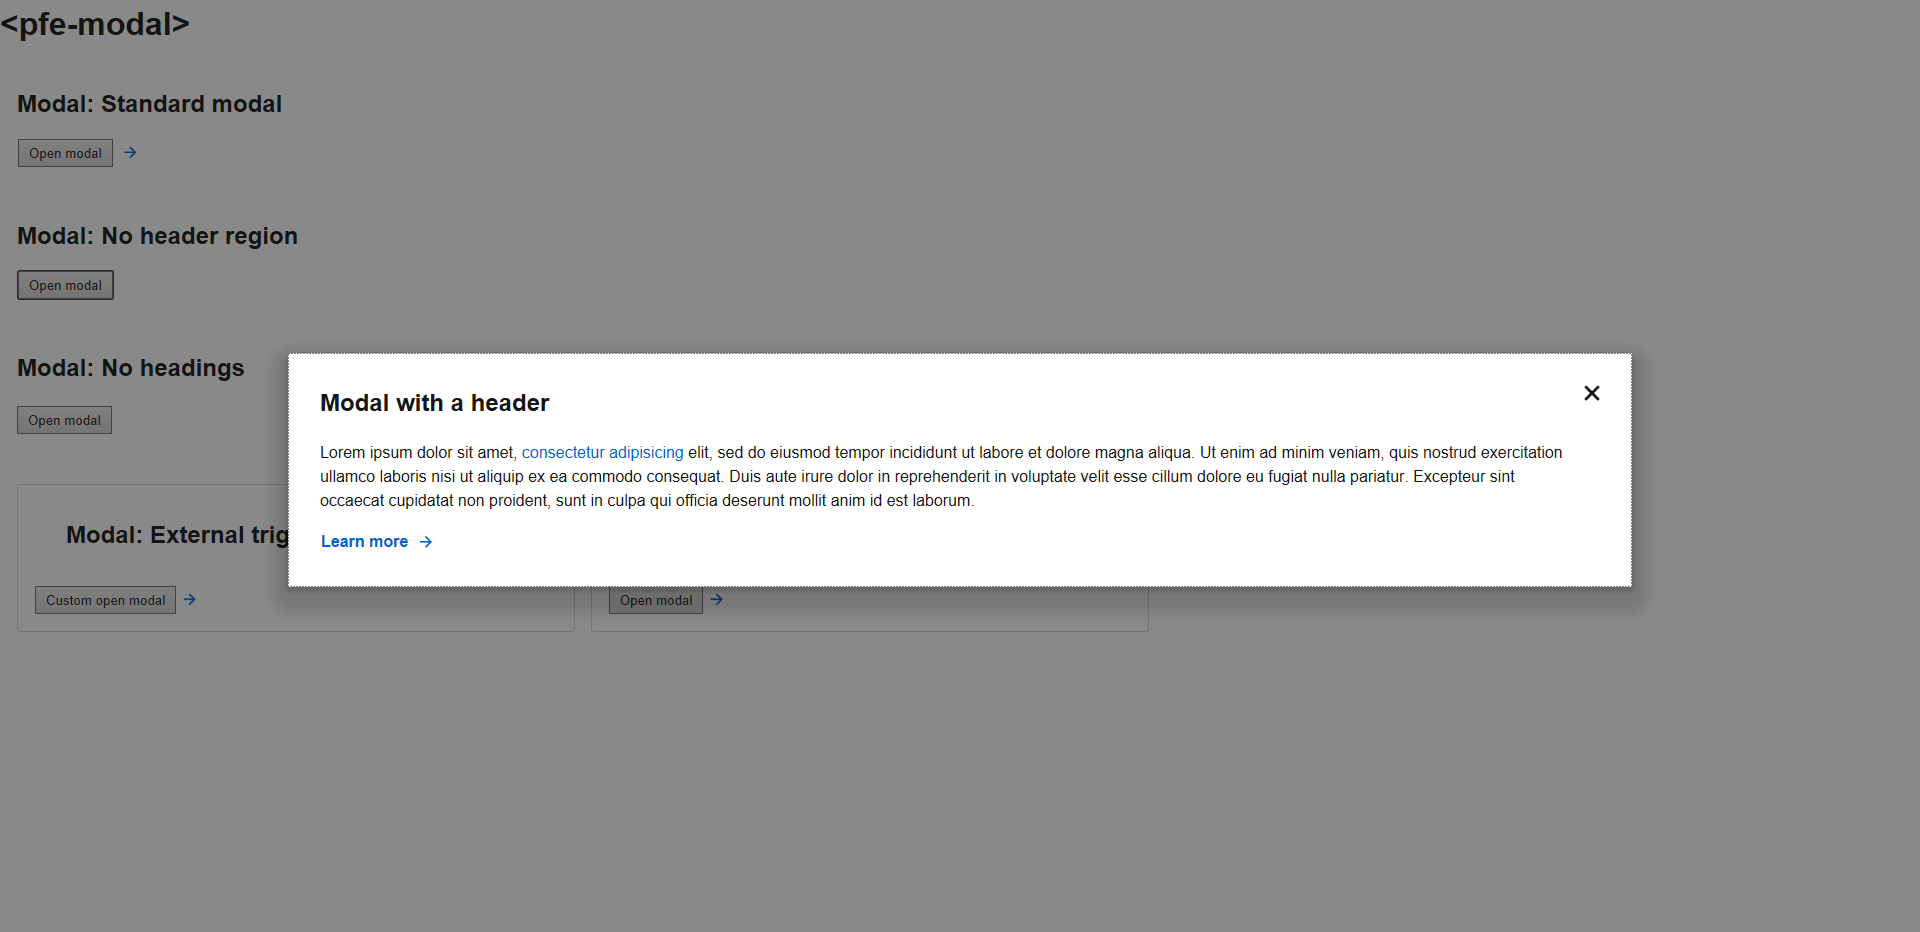 <pfe-modal>
Modal: Standard modal
Open modal
Modal: No header region
Open modal
Modal: No headings
Open modal
Modal with a header
Lorem ipsum dolor sit amet, consectetur adipisicing elit, sed do eiusmod tempor incididunt ut labore et dolore magna aliqua. Ut enim ad minim veniam, quis nostrud exercitation
ullamco laboris nisi ut aliquip ex ea commodo consequat. Duis aute irure dolor in reprehenderit in voluptate velit esse cillum dolore eu fugiat nulla pariatur. Excepteur sint
occaecat cupidatat non proident, sunt in culpa qui officia deserunt mollit anim id est laborum.
Learn more
Modal: External trig
Custom open modal
Open modal